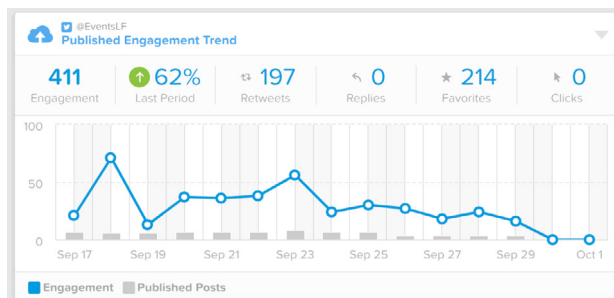 @EventsLF
Published Engagement Trend
411 62% 197 0 214 0
Engagement Last Period Retweets Replies Favorites Clicks
100
50
0
Sep 17 Sep 19 Sep 21 Sep 23 Sep 25 Sep 27 Sep 29 Oct 1
Engagement Published Posts